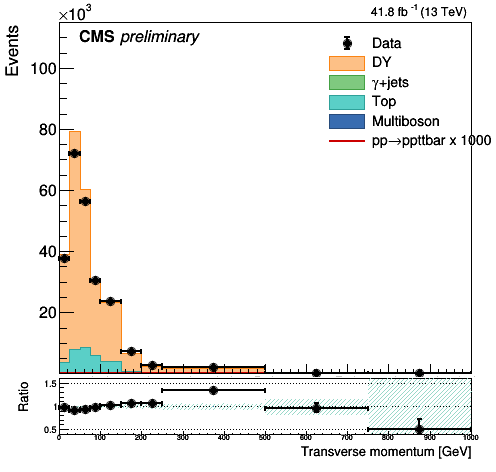 ×10³
41.8 fb⁻¹ (13 TeV)
CMS preliminary
Events
100
80
60
40
20
Data
DY
γ+jets
Top
Multiboson
pp→ppttbar x 1000
Ratio
1.5
1
0.5
0 100 200 300 400 500 600 700 800 900 1000
Transverse momentum [GeV]